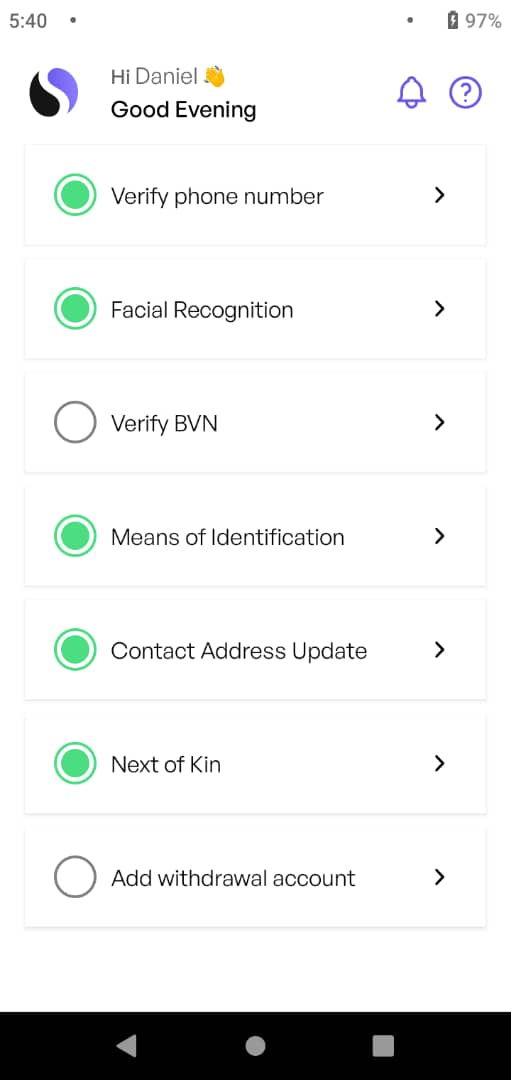 5:40
97%
Hi Daniel 👋
Good Evening
Verify phone number
Facial Recognition
Verify BVN
Means of Identification
Contact Address Update
Next of Kin
Add withdrawal account